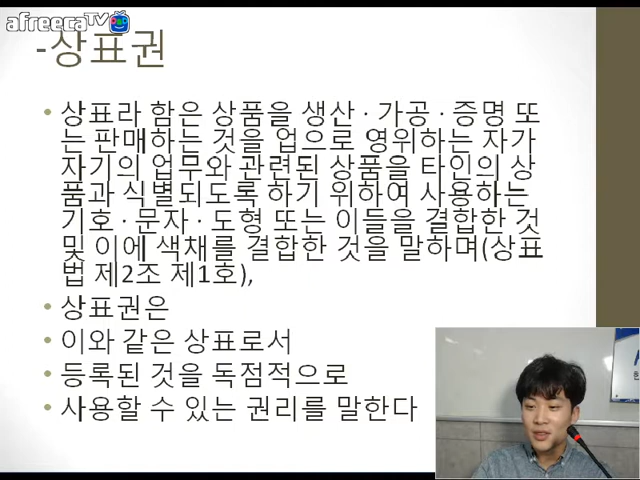 afreecaTV
-상표권
• 상표라 함은 상품을 생산 · 가공 · 증명 또
는 판매하는 것을 업으로 영위하는 자가
자기의 업무와 관련된 상품을 타인의 상
품과 식별되도록 하기 위하여 사용하는
기호 · 문자 · 도형 또는 이들을 결합한 것
및 이에 색채를 결합한 것을 말하며(상표
법 제2조 제1호),
• 상표권은
• 이와 같은 상표로서
• 등록된 것을 독점적으로
• 사용할 수 있는 권리를 말한다